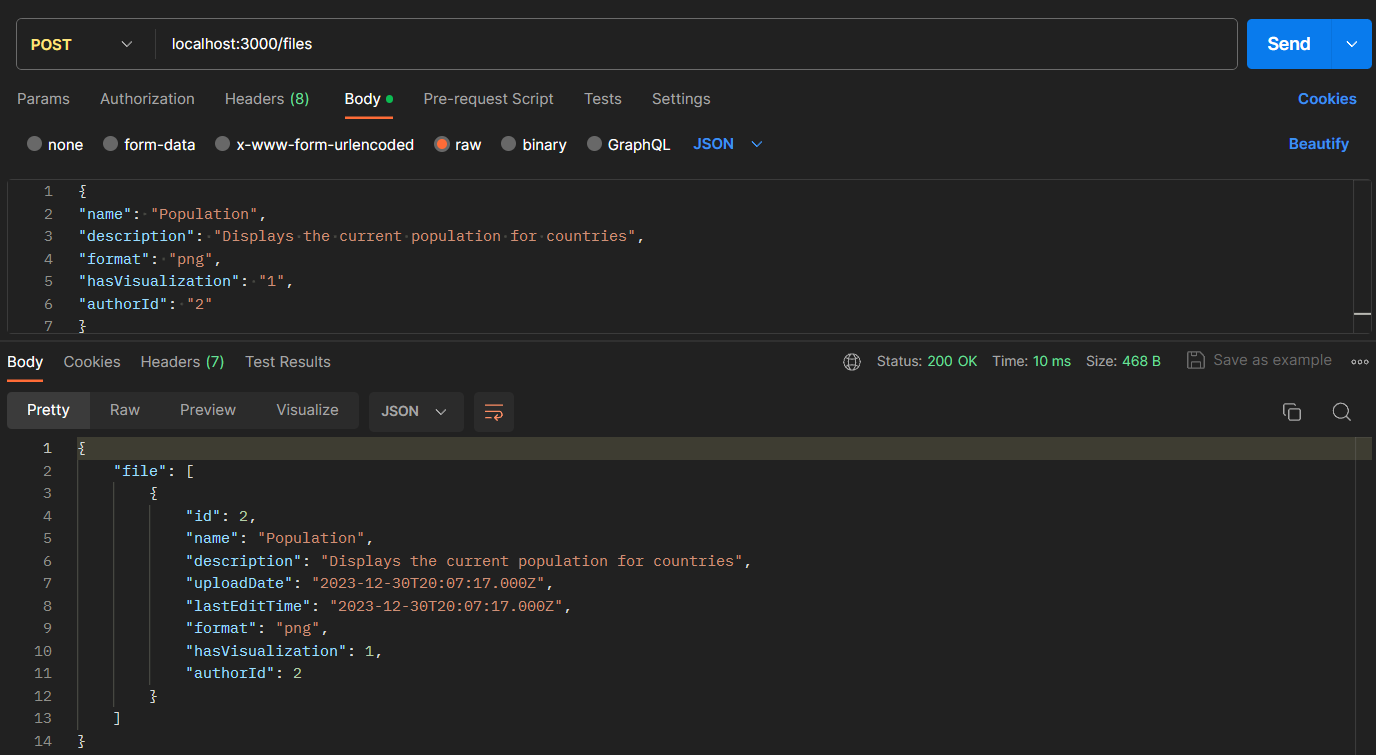 POST localhost:3000/files Send
Params Authorization Headers (8) Body Pre-request Script Tests Settings Cookies
none form-data x-www-form-urlencoded raw binary GraphQL JSON Beautify
1 {
2 "name": "Population",
3 "description": "Displays the current population for countries",
4 "format": "png",
5 "hasVisualization": "1",
6 "authorId": "2"
7 }
Body Cookies Headers (7) Test Results Status: 200 OK Time: 10 ms Size: 468 B Save as example
Pretty Raw Preview Visualize JSON
1 {
2 "file": [
3 {
4 "id": 2,
5 "name": "Population",
6 "description": "Displays the current population for countries",
7 "uploadDate": "2023-12-30T20:07:17.000Z",
8 "lastEditTime": "2023-12-30T20:07:17.000Z",
9 "format": "png",
10 "hasVisualization": 1,
11 "authorId": 2
12 }
13 ]
14 }